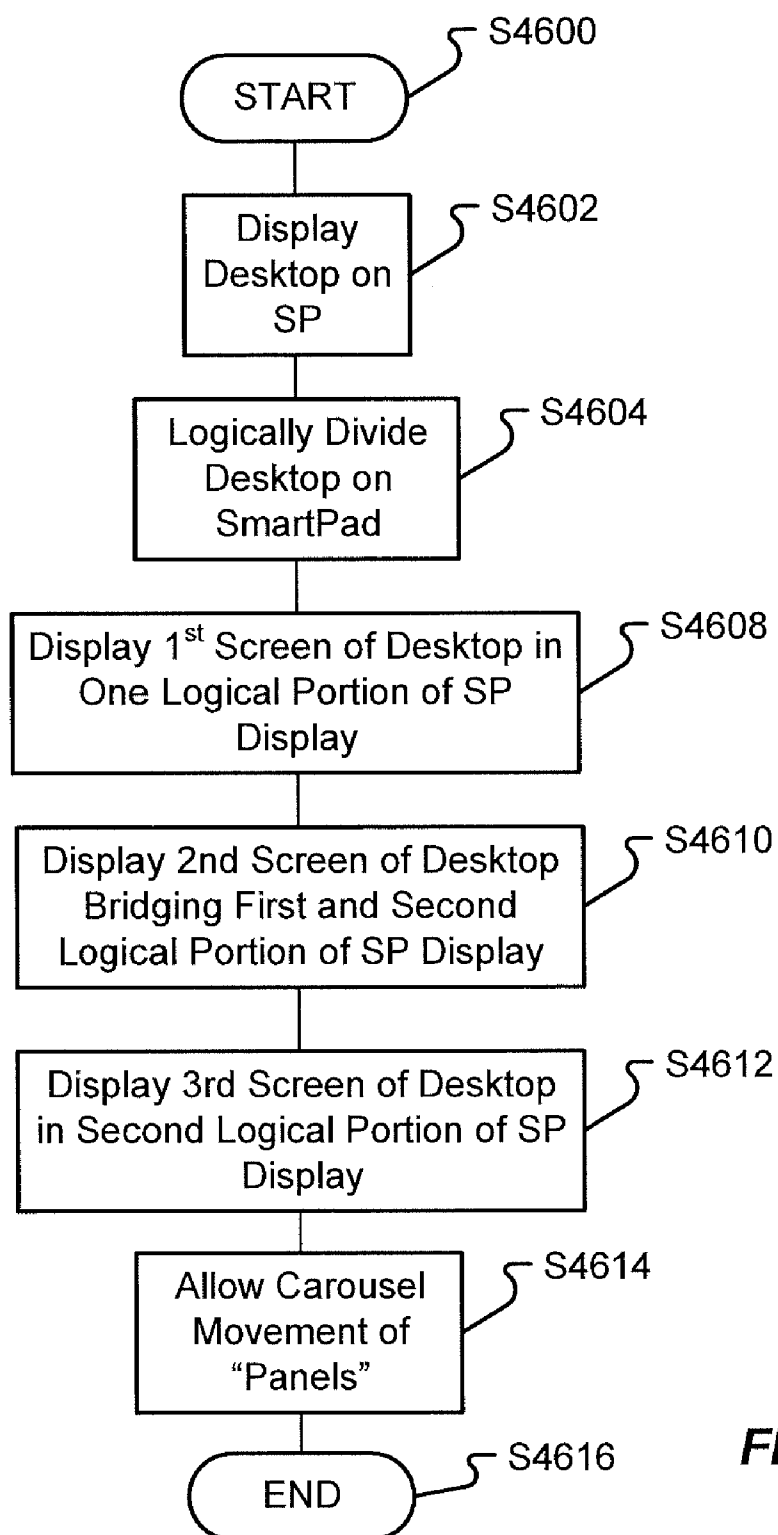 S4600
START
S4602
Display
Desktop on
SP
S4604
Logically Divide
Desktop on
SmartPad
S4608
Display 1st Screen of Desktop in
One Logical Portion of SP
Display
S4610
Display 2nd Screen of Desktop
Bridging First and Second
Logical Portion of SP Display
S4612
Display 3rd Screen of Desktop
in Second Logical Portion of SP
Display
S4614
Allow Carousel
Movement of
“Panels”
S4616
END